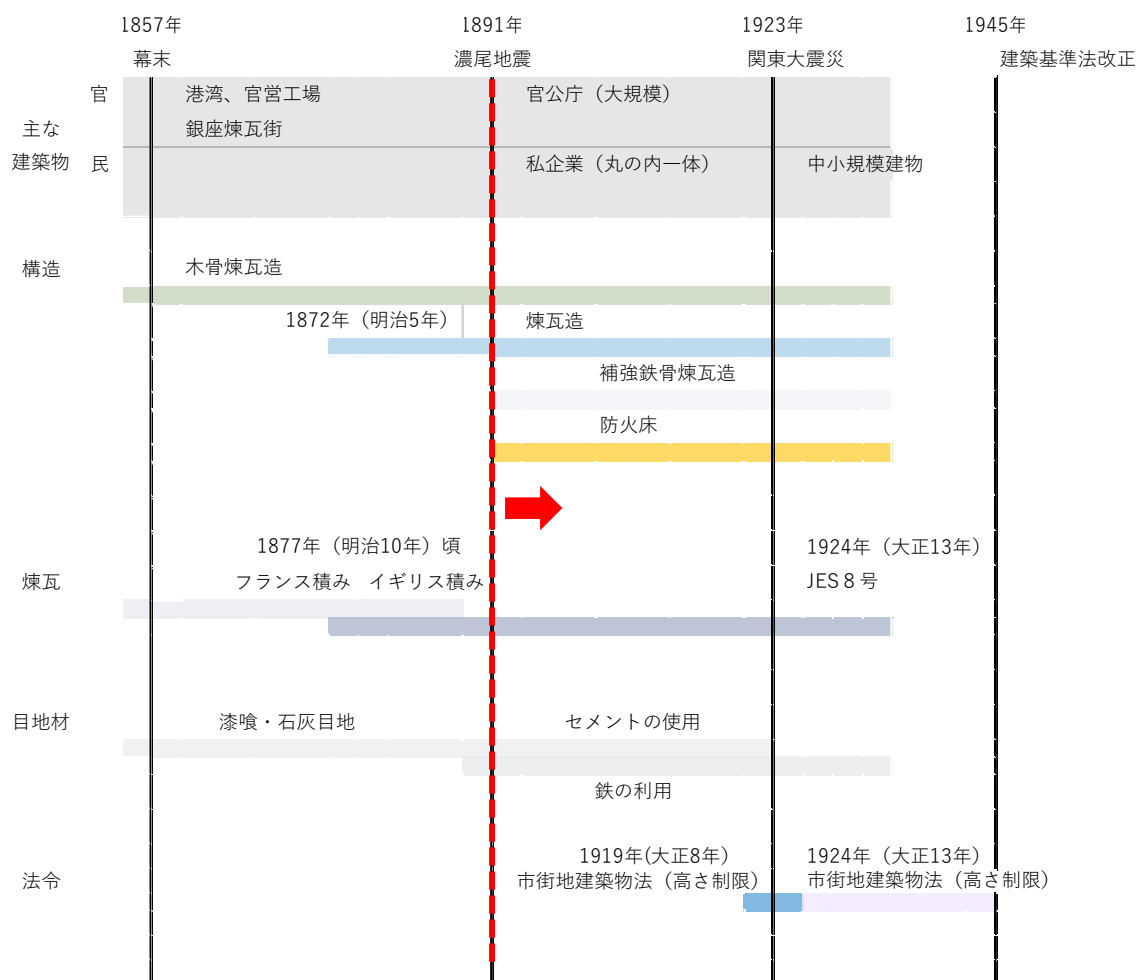 1857年
1891年
1923年
1945年
幕末
濃尾地震
関東大震災
建築基準法改正
官
港湾、官営工場
官公庁（大規模）
主な
銀座煉瓦街
建築物
民
私企業（丸の内一体）
中小規模建物
構造
木骨煉瓦造
1872年（明治5年）
煉瓦造
補強鉄骨煉瓦造
防火床
1877年（明治10年）頃
1924年（大正13年）
煉瓦
フランス積み　イギリス積み
JES８号
目地材
漆喰・石灰目地
セメントの使用
鉄の利用
1919年(大正8年）
1924年（大正13年）
法令
市街地建築物法（高さ制限）
市街地建築物法（高さ制限）